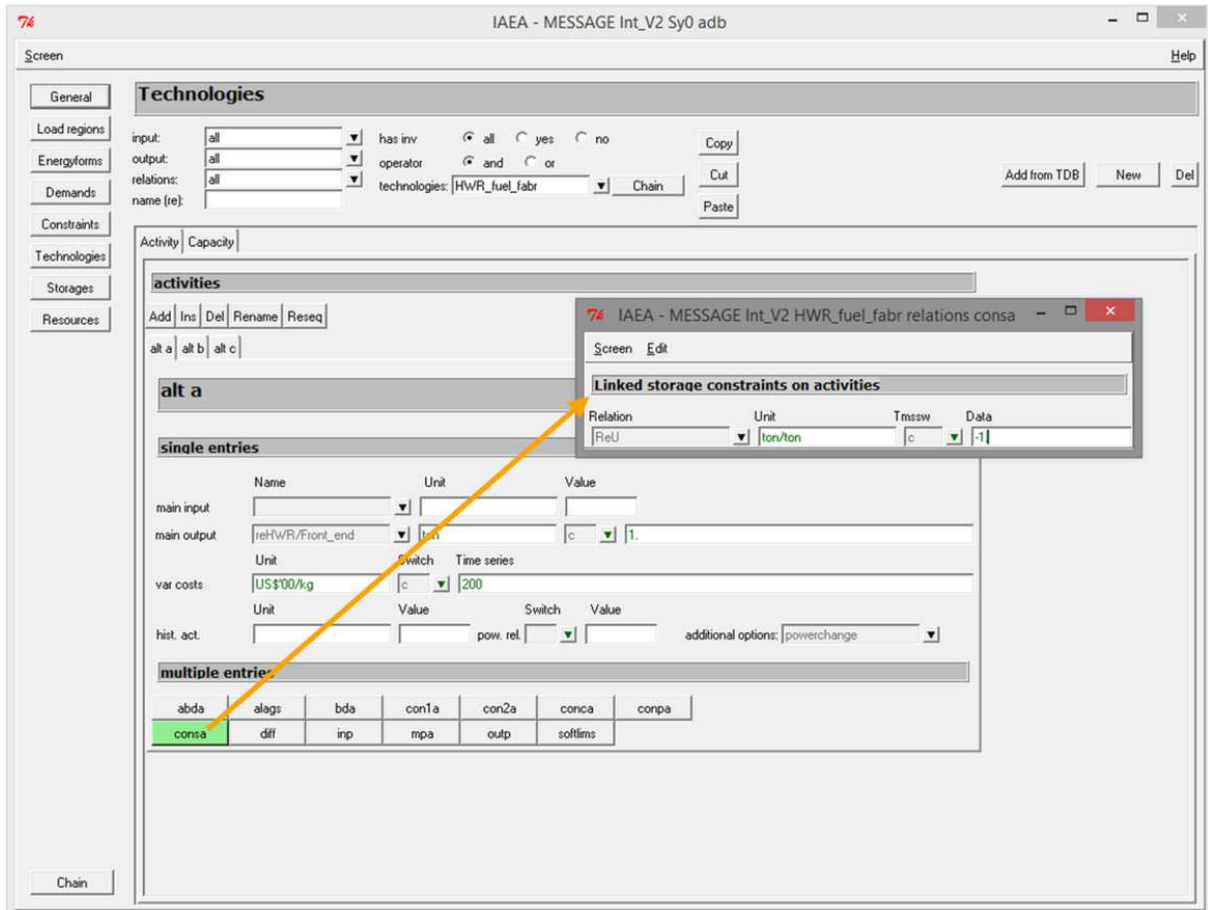 IAEA - MESSAGE Int_V2 Sy0 adb
Screen Help
General
Technologies
Load regions
input: all has inv all yes no Copy
Energyforms
output: all operator and or
relations: all technologies: HWR_fuel_fabr Chain Cut Add from TDB New Del
Demands
name (re): Paste
Constraints
Activity Capacity
Technologies
activities
Storages
Add Ins Del Rename Reseq
Resources
alt a alt b alt c
IAEA - MESSAGE Int_V2 HWR_fuel_fabr relations consa
Screen Edit
Linked storage constraints on activities
Relation Unit Tmssw Data
ReU ton/ton c -1.
alt a
single entries
Name Unit Value
main input
main output reHWR/Front_end ton c 1.
Unit Switch Time series
var costs US$'00/kg c 200
Unit Value Switch Value
hist. act. pow. rel. additional options: powerchange
multiple entries
abda alags bda con1a con2a conca conpa
consa diff inp mpa outp softlims
Chain